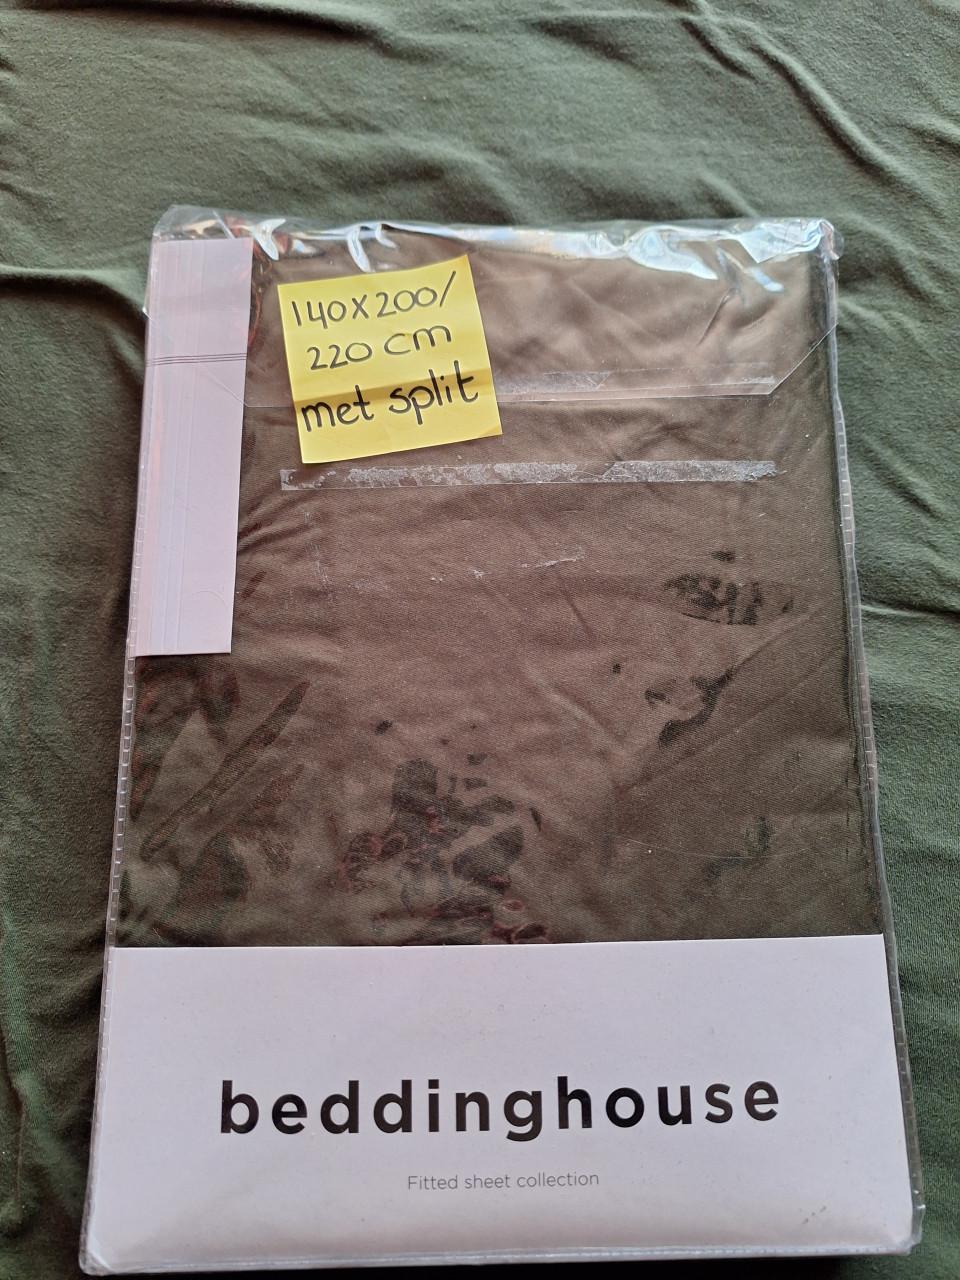 140x200/
220 cm
met split
beddinghouse
Fitted sheet collection